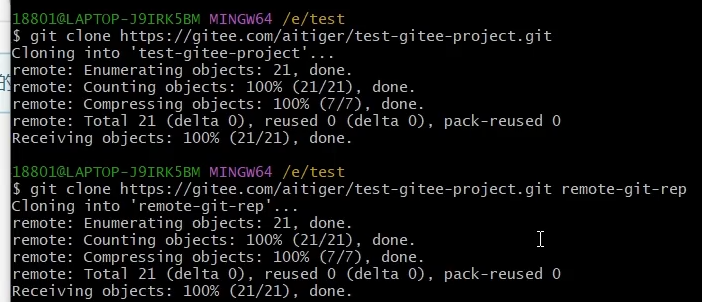 18801@LAPTOP-J9IRK5BM MINGW64 /e/test
$ git clone https://gitee.com/aitiger/test-gitee-project.git
Cloning into 'test-gitee-project'...
remote: Enumerating objects: 21, done.
remote: Counting objects: 100% (21/21), done.
remote: Compressing objects: 100% (7/7), done.
remote: Total 21 (delta 0), reused 0 (delta 0), pack-reused 0
Receiving objects: 100% (21/21), done.
18801@LAPTOP-J9IRK5BM MINGW64 /e/test
$ git clone https://gitee.com/aitiger/test-gitee-project.git remote-git-rep
Cloning into 'remote-git-rep'...
remote: Enumerating objects: 21, done.
remote: Counting objects: 100% (21/21), done.
remote: Compressing objects: 100% (7/7), done.
remote: Total 21 (delta 0), reused 0 (delta 0), pack-reused 0
Receiving objects: 100% (21/21), done.